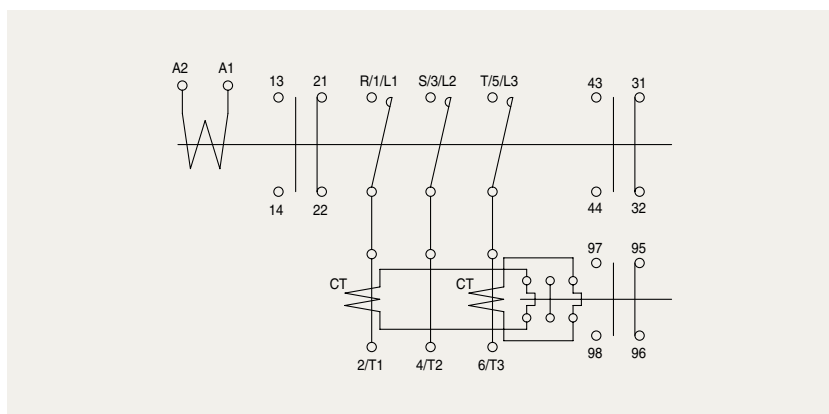 A2 A1
13 21 R/1/L1 S/3/L2 T/5/L3 43 31
14 22 44 32
97 95
CT CT
98 96
2/T1 4/T2 6/T3